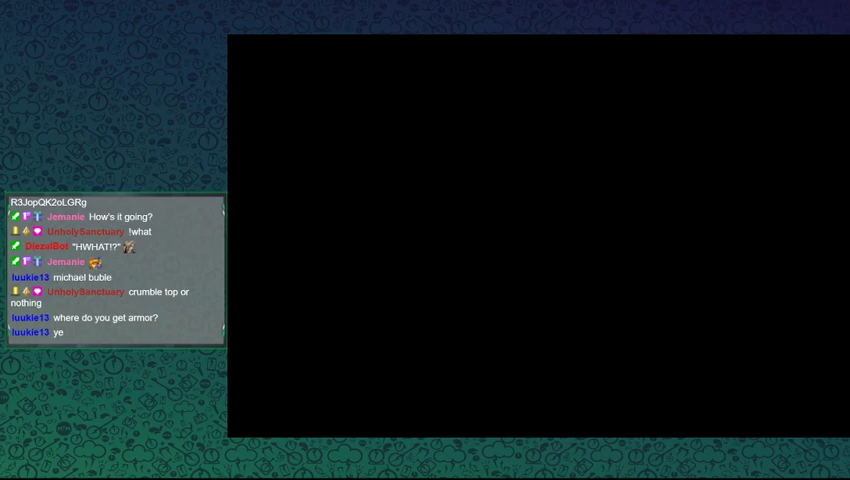 R3JopQK2oLGRg
Jemanie How's it going?
UnholySanctuary !what
DiezalBot "HWHAT!?"
Jemanie
luukie13 michael buble
UnholySanctuary crumble top or
nothing
luukie13 where do you get armor?
luukie13 ye